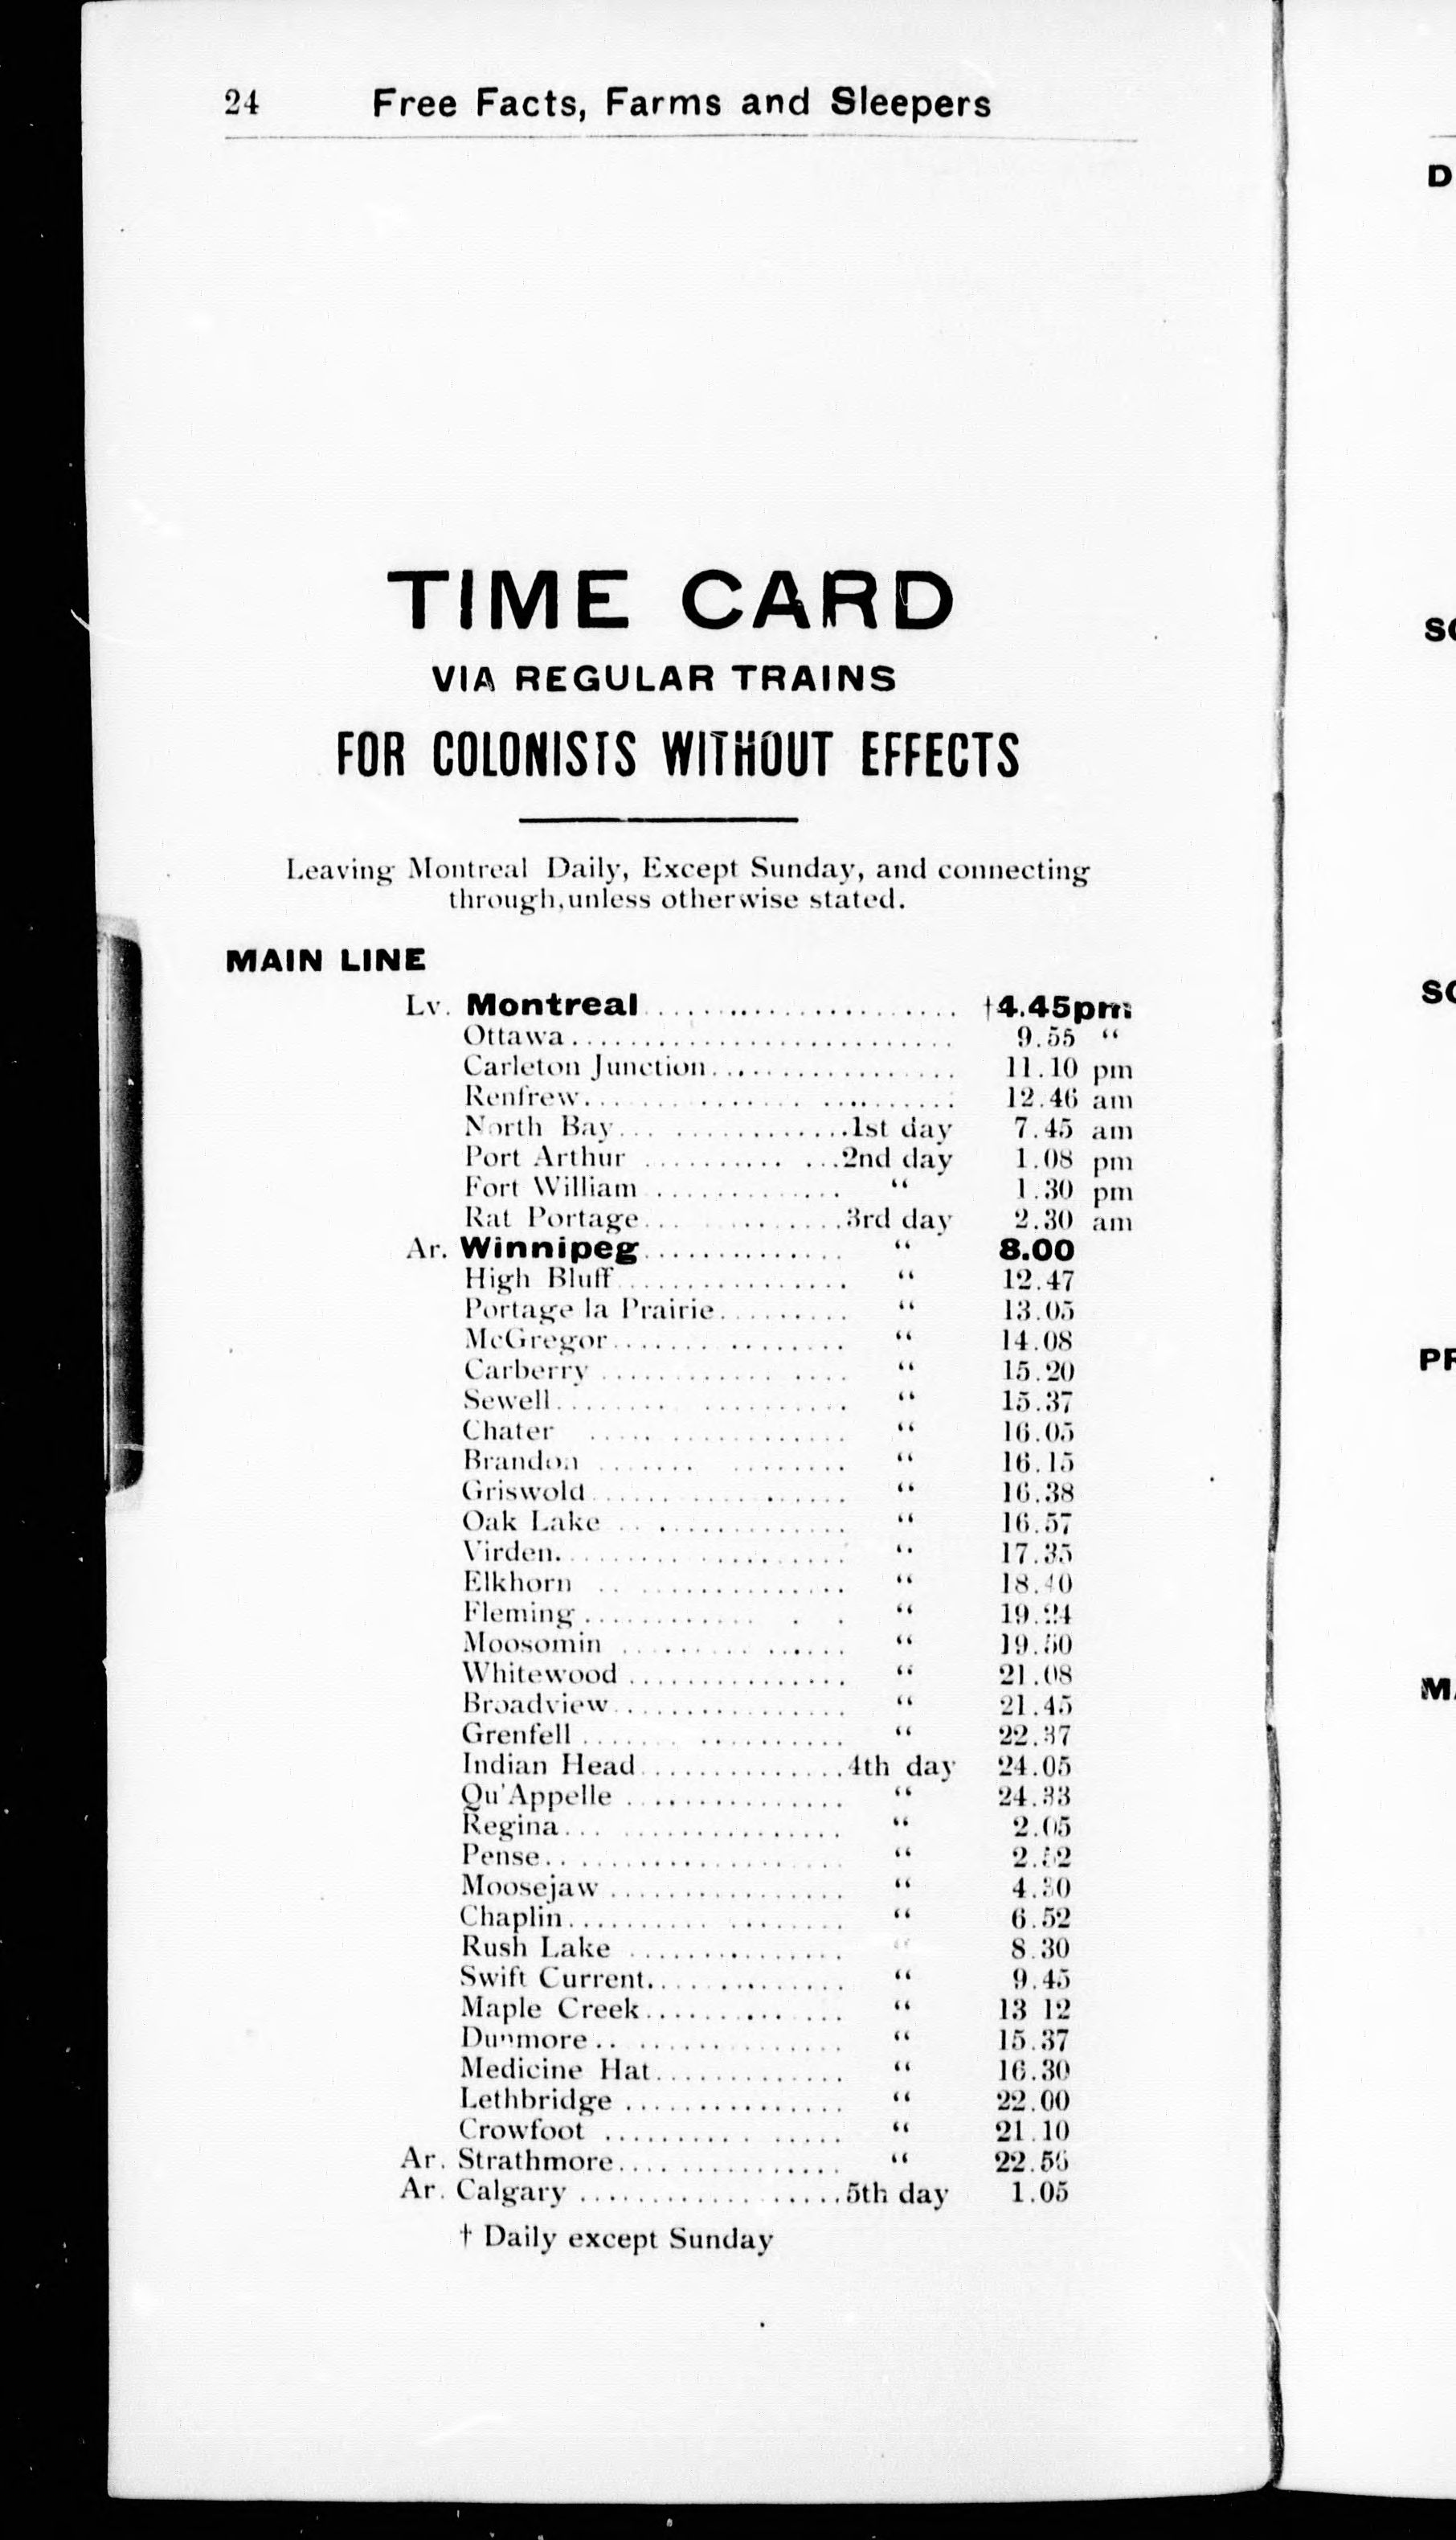 24 Free Facts, Farms and Sleepers
TIME CARD
VIA REGULAR TRAINS
FOR COLONISTS WITHOUT EFFECTS
Leaving Montreal Daily, Except Sunday, and connecting
through, unless otherwise stated.
MAIN LINE
Lv. Montreal †4.45pm
Ottawa 9.55 "
Carleton Junction 11.10 pm
Renfrew 12.46 am
North Bay 1st day 7.45 am
Port Arthur 2nd day 1.08 pm
Fort William " 1.30 pm
Rat Portage 3rd day 2.30 am
Ar. Winnipeg " 8.00
High Bluff " 12.47
Portage la Prairie " 13.05
McGregor " 14.08
Carberry " 15.20
Sewell " 15.37
Chater " 16.05
Brandon " 16.15
Griswold " 16.38
Oak Lake " 16.57
Virden " 17.35
Elkhorn "
Fleming " 19.24
Moosomin "
Whitewood " 21.08
Broadview " 21.45
Grenfell " 22.37
Indian Head 4th day 24.05
Qu'Appelle " 24.33
Regina " 2.05
Pense "
Moosejaw "
Chaplin " 6.52
Rush Lake " 8.30
Swift Current " 9.45
Maple Creek " 13 12
Dunmore " 15.37
Medicine Hat " 16.30
Lethbridge " 22.00
Crowfoot " 21.10
Ar. Strathmore "
Ar. Calgary 5th day 1.05
† Daily except Sunday
D
SC
SC
PR
MA